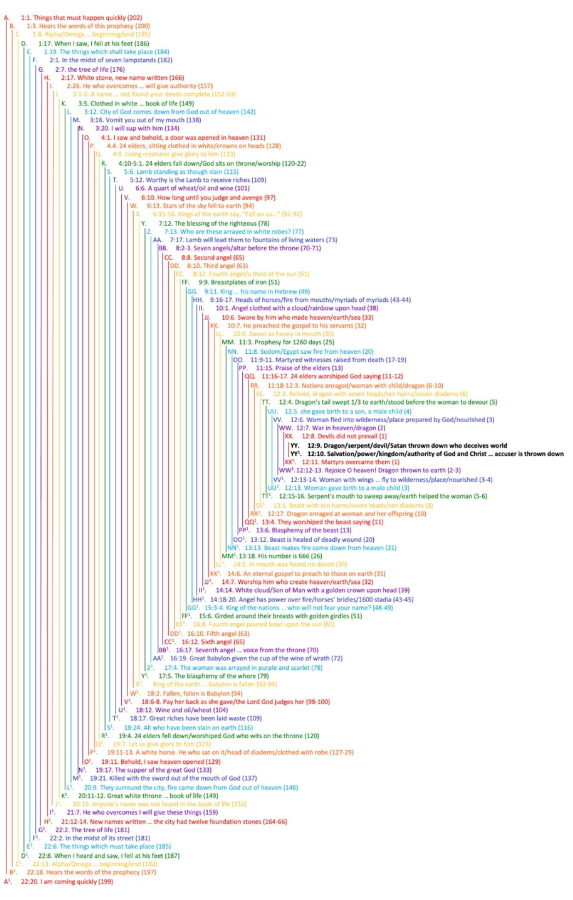 A. 1:1. Things that must happen quickly (202)
B. 1:3. Hears the words of this prophecy (200)
C. 1:8. Alpha/Omega ... beginning/end (195)
D. 1:17. When I saw, I fell at his feet (186)
E. 1.19. The things which shall take place (184)
F. 2:1. In the midst of seven lampstands (182)
G. 2:7. the tree of life (176)
H. 2:17. White stone, new name written (166)
I. 2:26. He who overcomes ... will give authority (157)
J. 3:1-2. A name ... not found your deeds complete (152-53)
K. 3:5. Clothed in white ... book of life (149)
L. 3:12. City of God comes down from God out of heaven (142)
M. 3:16. Vomit you out of my mouth (138)
N. 3:20. I will sup with him (134)
O. 4:1. I saw and behold, a door was opened in heaven (131)
P. 4.4. 24 elders, sitting clothed in white/crowns on heads (128)
Q. 4:9. Living creatures give glory to him (123)
R. 4:10-5:1. 24 elders fall down/God sits on throne/worship (120-22)
S. 5:6. Lamb standing as though slain (115)
T. 5:12. Worthy is the Lamb to receive riches (109)
U. 6:6. A quart of wheat/oil and wine (101)
V. 6:10. How long until you judge and avenge (97)
W. 6:13. Stars of the sky fell to earth (94)
X. 6:15-16. Kings of the earth say, "Fall on us..." (91-92)
Y. 7:12. The blessing of the righteous (78)
Z. 7:13. Who are these arrayed in white robes? (77)
AA. 7:17. Lamb will lead them to fountains of living waters (73)
BB. 8:2-3. Seven angels/altar before the throne (70-71)
CC. 8:8. Second angel (65)
DD. 8:10. Third angel (63)
EE. 8:12. Fourth angel/a third of the sun (61)
FF. 9:9. Breastplates of iron (51)
GG. 9:11. King ... his name in Hebrew (49)
HH. 9:16-17. Heads of horses/fire from mouths/myriads of myriads (43-44)
II. 10:1. Angel clothed with a cloud/rainbow upon head (38)
JJ. 10:6. Swore by him who made heaven/earth/sea (33)
KK. 10:7. He preached the gospel to his servants (32)
LL. 10:9. Sweet as honey in mouth (30)
MM. 11:3. Prophecy for 1260 days (25)
NN. 11:8. Sodom/Egypt saw fire from heaven (20)
OO. 11:9-11. Martyred witnesses raised from death (17-19)
PP. 11:15. Praise of the elders (13)
QQ. 11:16-17. 24 elders worshiped God saying (11-12)
RR. 11:18-12:3. Nations enraged/woman with child/dragon (6-10)
SS. 12:3. Behold, dragon with seven heads/ten horns/seven diadems (6)
TT. 12:4. Dragon's tail swept 1/3 to earth/stood before the woman to devour (5)
UU. 12.5. she gave birth to a son, a male child (4)
VV. 12:6. Woman fled into wilderness/place prepared by God/nourished (3)
WW. 12:7. War in heaven/dragon (2)
XX. 12:8. Devils did not prevail (1)
YY. 12:9. Dragon/serpent/devil/Satan thrown down who deceives world
YY¹. 12:10. Salvation/power/kingdom/authority of God and Christ ... accuser is thrown down
XX¹. 12:11. Martyrs overcame them (1)
WW¹. 12:12-13. Rejoice O heaven! Dragon thrown to earth (2-3)
VV¹. 12:13-14. Woman with wings ... fly to wilderness/place/nourished (3-4)
UU¹. 12:13. Woman gave birth to a male child (3)
TT¹. 12:15-16. Serpent's mouth to sweep away/earth helped the woman (5-6)
SS¹. 13:1. Beast with ten horns/seven heads/ten diadems (6)
RR¹. 12:17. Dragon enraged at woman and her offspring (10)
QQ¹. 13:4. They worshiped the beast saying (11)
PP¹. 13:6. Blasphemy of the beast (13)
OO¹. 13:12. Beast is healed of deadly wound (20)
NN¹. 13:13. Beast makes fire come down from heaven (21)
MM¹. 13:18. His number is 666 (26)
LL¹. 14:5. In mouth was found no deceit (30)
KK¹. 14:6. An eternal gospel to preach to those on earth (31)
JJ¹. 14:7. Worship him who create heaven/earth/sea (32)
II¹. 14:14. White cloud/Son of Man with a golden crown upon head (39)
HH¹. 14:18-20. Angel has power over fire/horses' bridles/1600 stadia (43-45)
GG¹. 15:3-4. King of the nations ... who will not fear your name? (48-49)
FF¹. 15:6. Girded around their breasts with golden girdles (51)
EE¹. 16:8. Fourth angel poured bowl upon the sun (61)
DD¹. 16:10. Fifth angel (63)
CC¹. 16:12. Sixth angel (65)
BB¹. 16:17. Seventh angel ... voice from the throne (70)
AA¹. 16:19. Great Babylon given the cup of the wine of wrath (72)
Z¹. 17:4. The woman was arrayed in purple and scarlet (78)
Y¹. 17:5. The blasphemy of the whore (79)
X¹. King of the earth ... Babylon is fallen (92-94)
W¹. 18:2. Fallen, fallen is Babylon (94)
V¹. 18:6-8. Pay her back as she gave/the Lord God judges her (98-100)
U¹. 18:12. Wine and oil/wheat (104)
T¹. 18:17. Great riches have been laid waste (109)
S¹. 18:24. All who have been slain on earth (116)
R¹. 19:4. 24 elders fell down/worshiped God who wits on the throne (120)
Q¹. 19:7. Let us give glory to him (123)
P¹. 19:11-13. A white horse. He who sat on it/head of diadems/clothed with robe (127-29)
O¹. 19:11. Behold, I saw heaven opened (129)
N¹. 19:17. The supper of the great God (133)
M¹. 19:21. Killed with the sword out of the mouth of God (137)
L¹. 20:9. They surround the city, fire came down from God out of heaven (146)
K¹. 20:11-12. Great white throne ... book of life (149)
J¹. 20:15. Anyone's name was not found in the book of life (152)
I¹. 21:7. He who overcomes I will give these things (159)
H¹. 21:12-14. New names written ... the city had twelve foundation stones (164-66)
G¹. 22:2. The tree of life (181)
F¹. 22:2. In the midst of its street (181)
E¹. 22:6. The things which must take place (185)
D¹. 22:8. When I heard and saw, I fell at his feet (187)
C¹. 22:13. Alpha/Omega ... beginning/end (192)
B¹. 22:18. Hears the words of the prophecy (197)
A¹. 22:20. I am coming quickly (199)